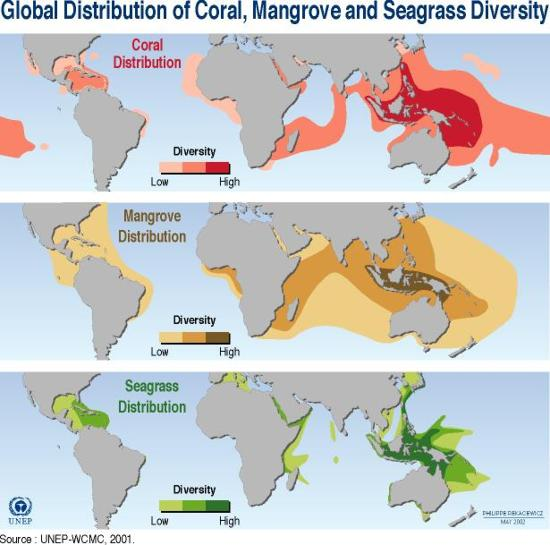 Global Distribution of Coral, Mangrove and Seagrass Diversity
Coral
Distribution
Diversity
Low High
Mangrove
Distribution
Diversity
Low High
Seagrass
Distribution
Diversity
Low High
UNEP
PHILIPPE REKACEWICZ
MAY 2002
Source : UNEP-WCMC, 2001.